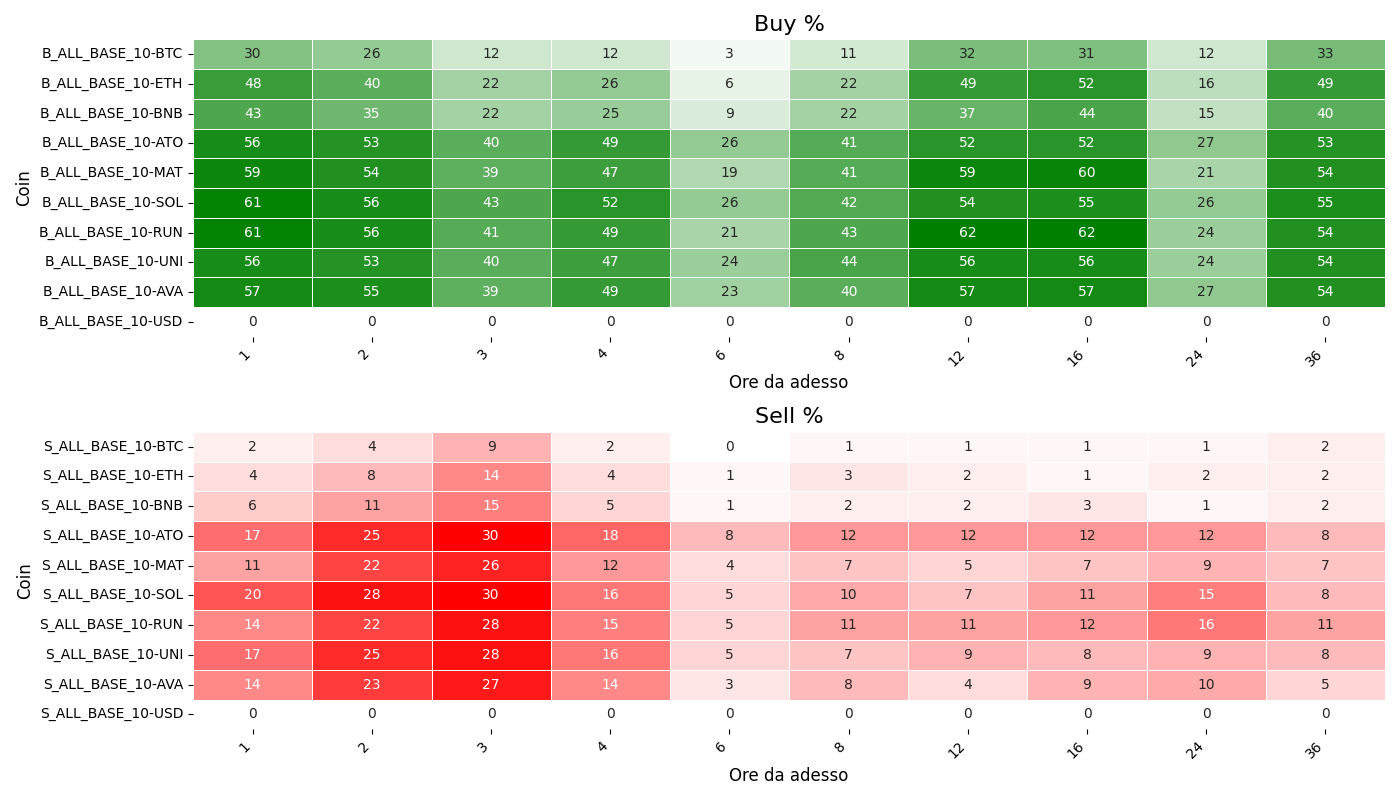 Buy %
Coin
B_ALL_BASE_10-BTC 30 26 12 12 3 11 32 31 12 33
B_ALL_BASE_10-ETH 48 40 22 26 6 22 49 52 16 49
B_ALL_BASE_10-BNB 43 35 22 25 9 22 37 44 15 40
B_ALL_BASE_10-ATO 56 53 40 49 26 41 52 52 27 53
B_ALL_BASE_10-MAT 59 54 39 47 19 41 59 60 21 54
B_ALL_BASE_10-SOL 61 56 43 52 26 42 54 55 26 55
B_ALL_BASE_10-RUN 61 56 41 49 21 43 62 62 24 54
B_ALL_BASE_10-UNI 56 53 40 47 24 44 56 56 24 54
B_ALL_BASE_10-AVA 57 55 39 49 23 40 57 57 27 54
B_ALL_BASE_10-USD 0 0 0 0 0 0 0 0 0 0
1 2 3 4 6 8 12 16 24 36
Ore da adesso
Sell %
Coin
S_ALL_BASE_10-BTC 2 4 9 2 0 1 1 1 1 2
S_ALL_BASE_10-ETH 4 8 14 4 1 3 2 1 2 2
S_ALL_BASE_10-BNB 6 11 15 5 1 2 2 3 1 2
S_ALL_BASE_10-ATO 17 25 30 18 8 12 12 12 12 8
S_ALL_BASE_10-MAT 11 22 26 12 4 7 5 7 9 7
S_ALL_BASE_10-SOL 20 28 30 16 5 10 7 11 15 8
S_ALL_BASE_10-RUN 14 22 28 15 5 11 11 12 16 11
S_ALL_BASE_10-UNI 17 25 28 16 5 7 9 8 9 8
S_ALL_BASE_10-AVA 14 23 27 14 3 8 4 9 10 5
S_ALL_BASE_10-USD 0 0 0 0 0 0 0 0 0 0
1 2 3 4 6 8 12 16 24 36
Ore da adesso